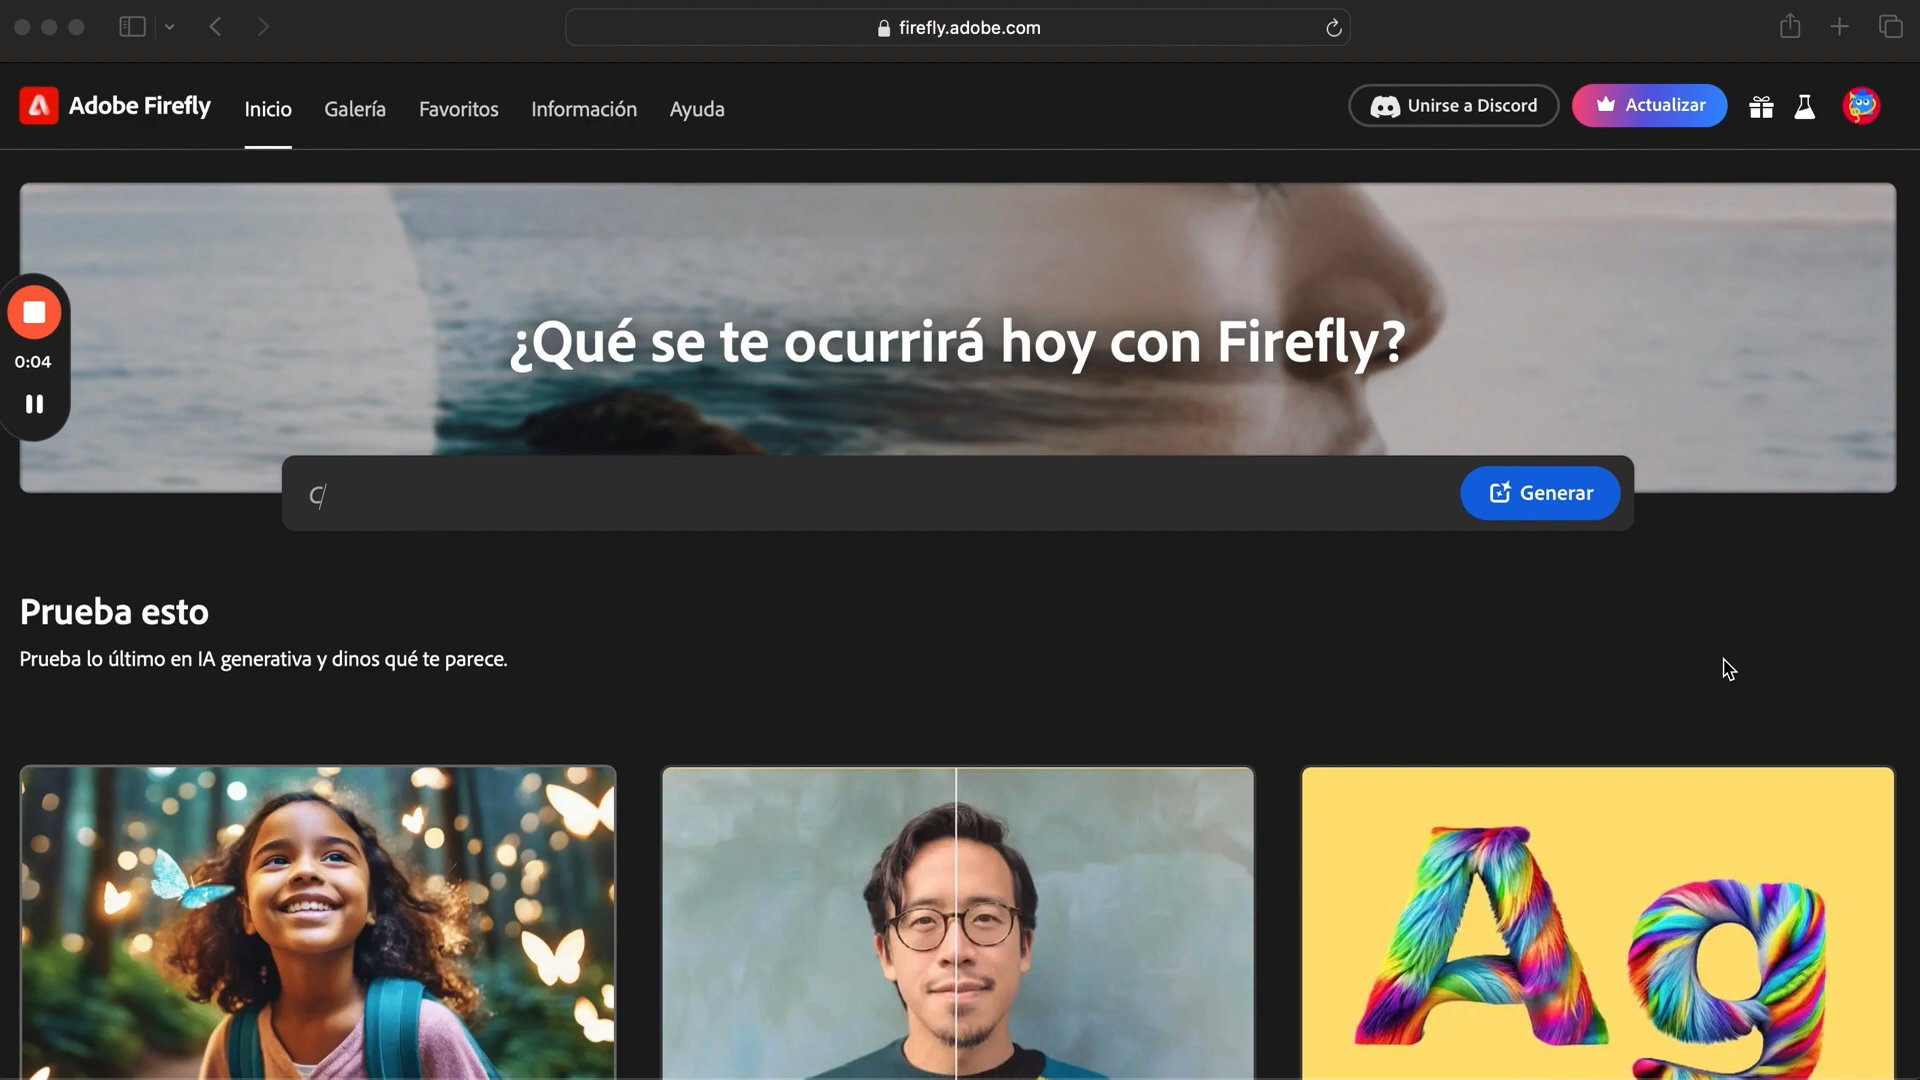 firefly.adobe.com
Adobe Firefly
Inicio
Galería
Favoritos
Información
Ayuda
Unirse a Discord
Actualizar
¿Qué se te ocurrirá hoy con Firefly?
0:04
C
Generar
Prueba esto
Prueba lo último en IA generativa y dinos qué te parece.
Ag